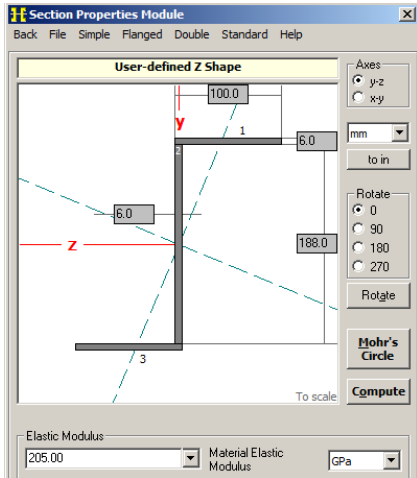 Section Properties Module
Back File Simple Flanged Double Standard Help
User-defined Z Shape
Axes
y-z
x-y
100.0
y
1
6.0
2
mm
to in
6.0
Rotate
0
90
180
270
z
188.0
Rotate
Mohr's
Circle
3
To scale
Compute
Elastic Modulus
205.00
Material Elastic
Modulus
GPa